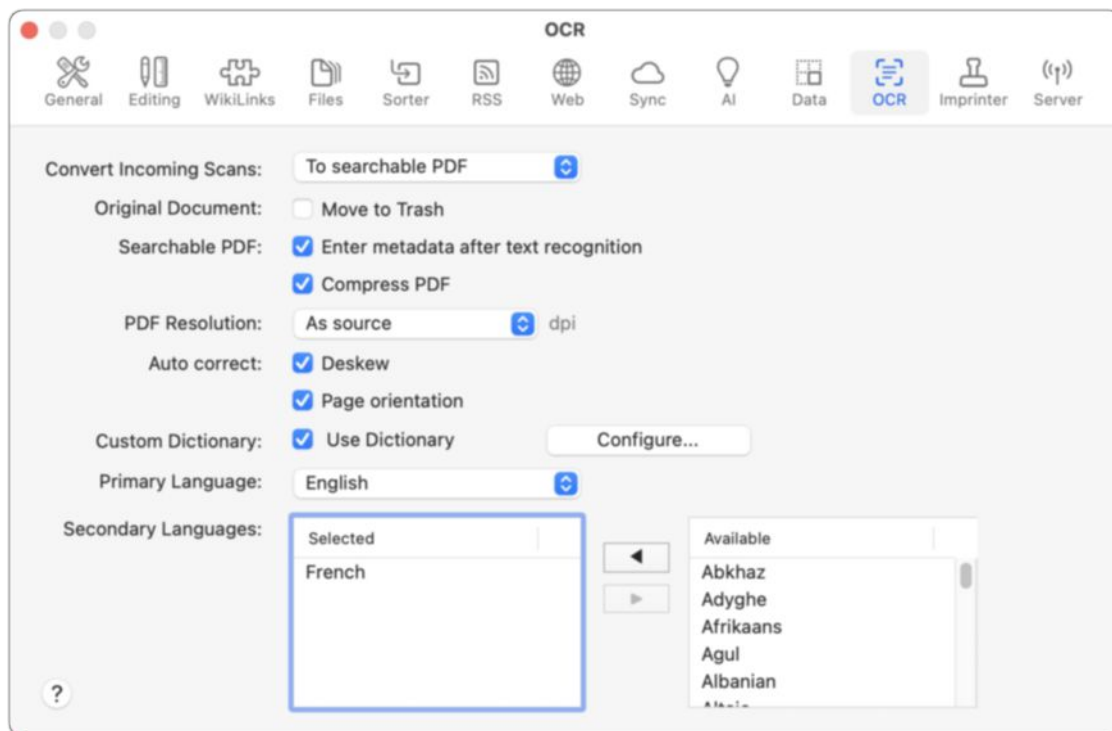 OCR
General Editing WikiLinks Files Sorter RSS Web Sync AI Data OCR Imprinter Server
Convert Incoming Scans: To searchable PDF
Original Document: Move to Trash
Searchable PDF: Enter metadata after text recognition
Compress PDF
PDF Resolution: As source dpi
Auto correct: Deskew
Page orientation
Custom Dictionary: Use Dictionary Configure...
Primary Language: English
Secondary Languages: Selected Available
French Abkhaz
Adyghe
Afrikaans
Agul
Albanian
?